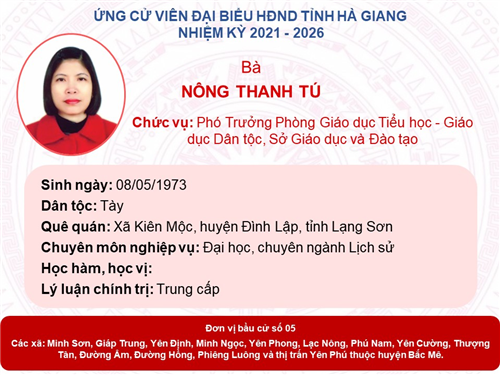 ỨNG CỬ VIÊN ĐẠI BIỂU HĐND TỈNH HÀ GIANG
NHIỆM KỲ 2021 - 2026
Bà
NÔNG THANH TÚ
Chức vụ: Phó Trưởng Phòng Giáo dục Tiểu học - Giáo
dục Dân tộc, Sở Giáo dục và Đào tạo
Sinh ngày: 08/05/1973
Dân tộc: Tày
Quê quán: Xã Kiên Mộc, huyện Đình Lập, tỉnh Lạng Sơn
Chuyên môn nghiệp vụ: Đại học, chuyên ngành Lịch sử
Học hàm, học vị:
Lý luận chính trị: Trung cấp
Đơn vị bầu cử số 05
Các xã: Minh Sơn, Giáp Trung, Yên Định, Minh Ngọc, Yên Phong, Lạc Nông, Phú Nam, Yên Cường, Thượng
Tân, Đường Âm, Đường Hồng, Phiêng Luông và thị trấn Yên Phú thuộc huyện Bắc Mê.